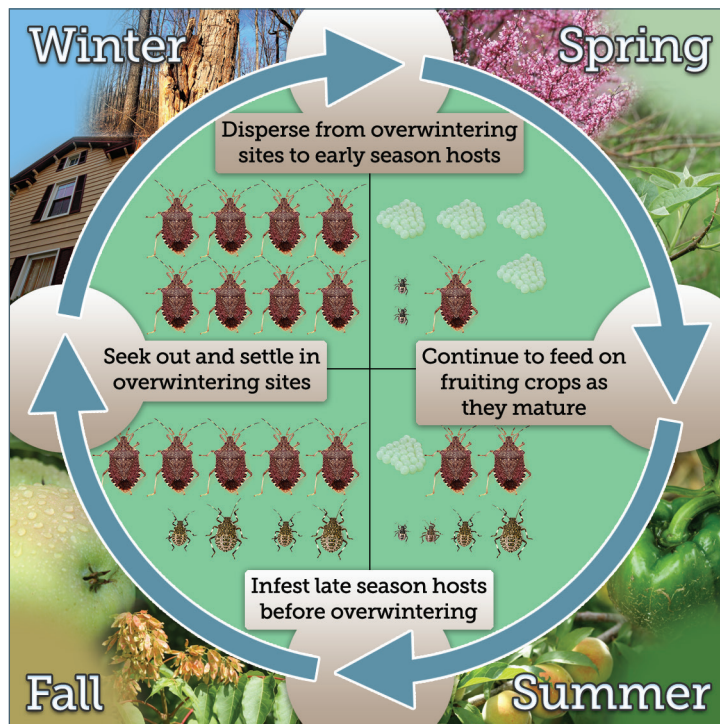 Winter
Spring
Disperse from overwintering
sites to early season hosts
Seek out and settle in
overwintering sites
Continue to feed on
fruiting crops as
they mature
Infest late season hosts
before overwintering
Fall
Summer